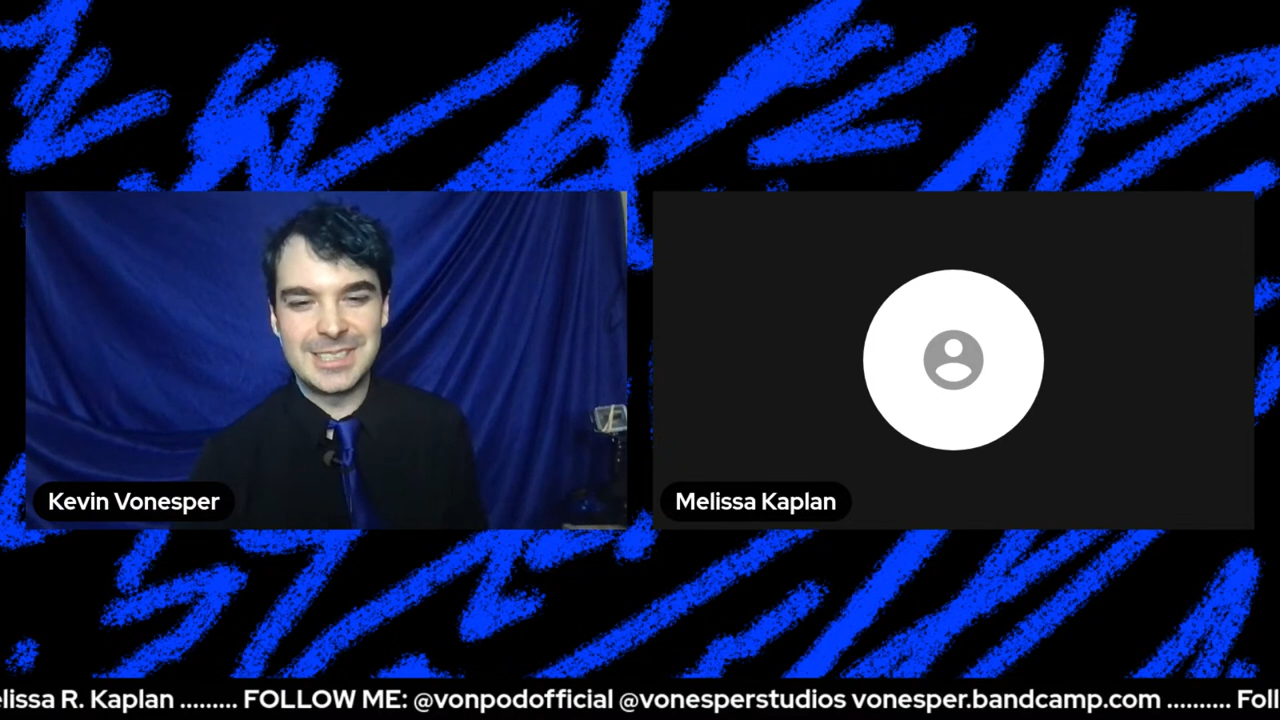 Kevin Vonesper
Melissa Kaplan
elissa R. Kaplan ......... FOLLOW ME: @vonpodofficial @vonesperstudios vonesper.bandcamp.com .......... Foll